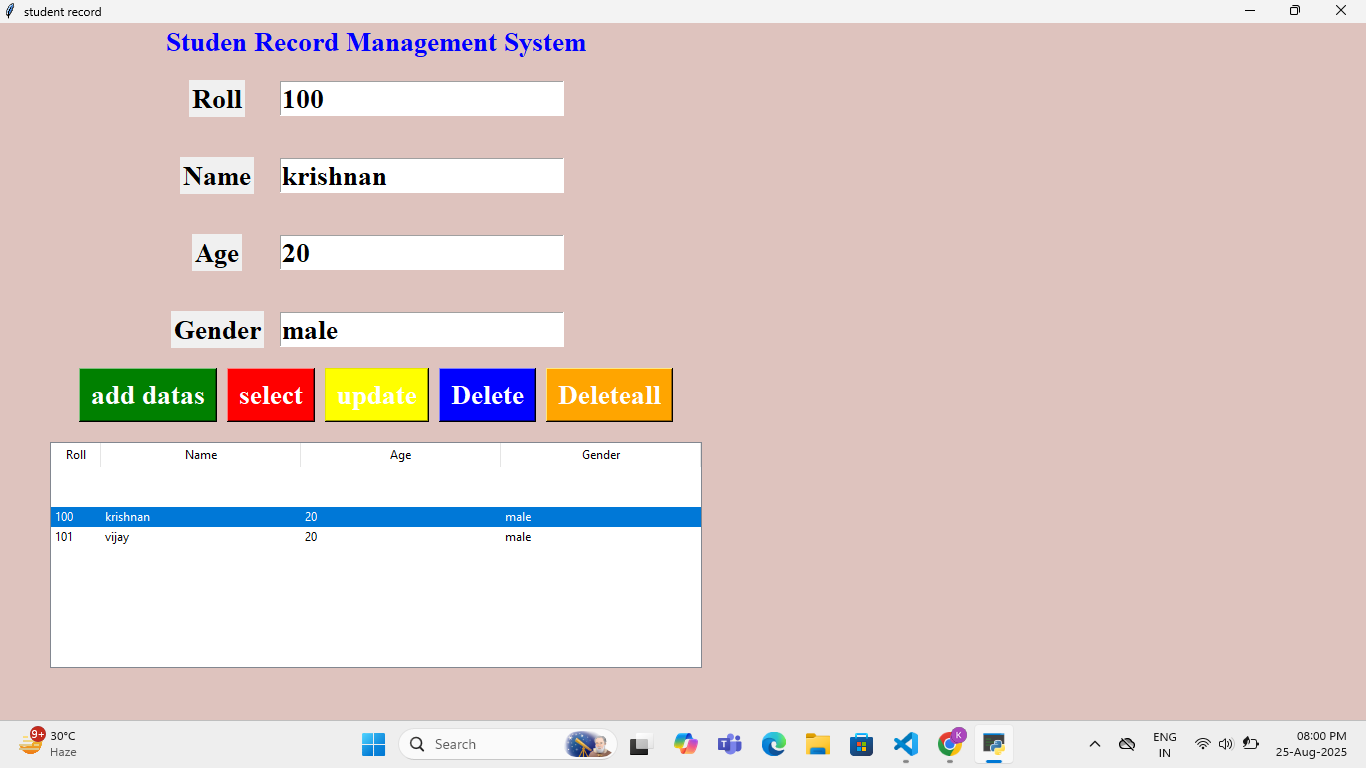 student record
Studen Record Management System
Roll 100
Name krishnan
Age 20
Gender male
add datas select update Delete Deleteall
Roll Name Age Gender
100 krishnan 20 male
101 vijay 20 male
9+ 30°C
Haze
Search
K
ENG
IN
08:00 PM
25-Aug-2025